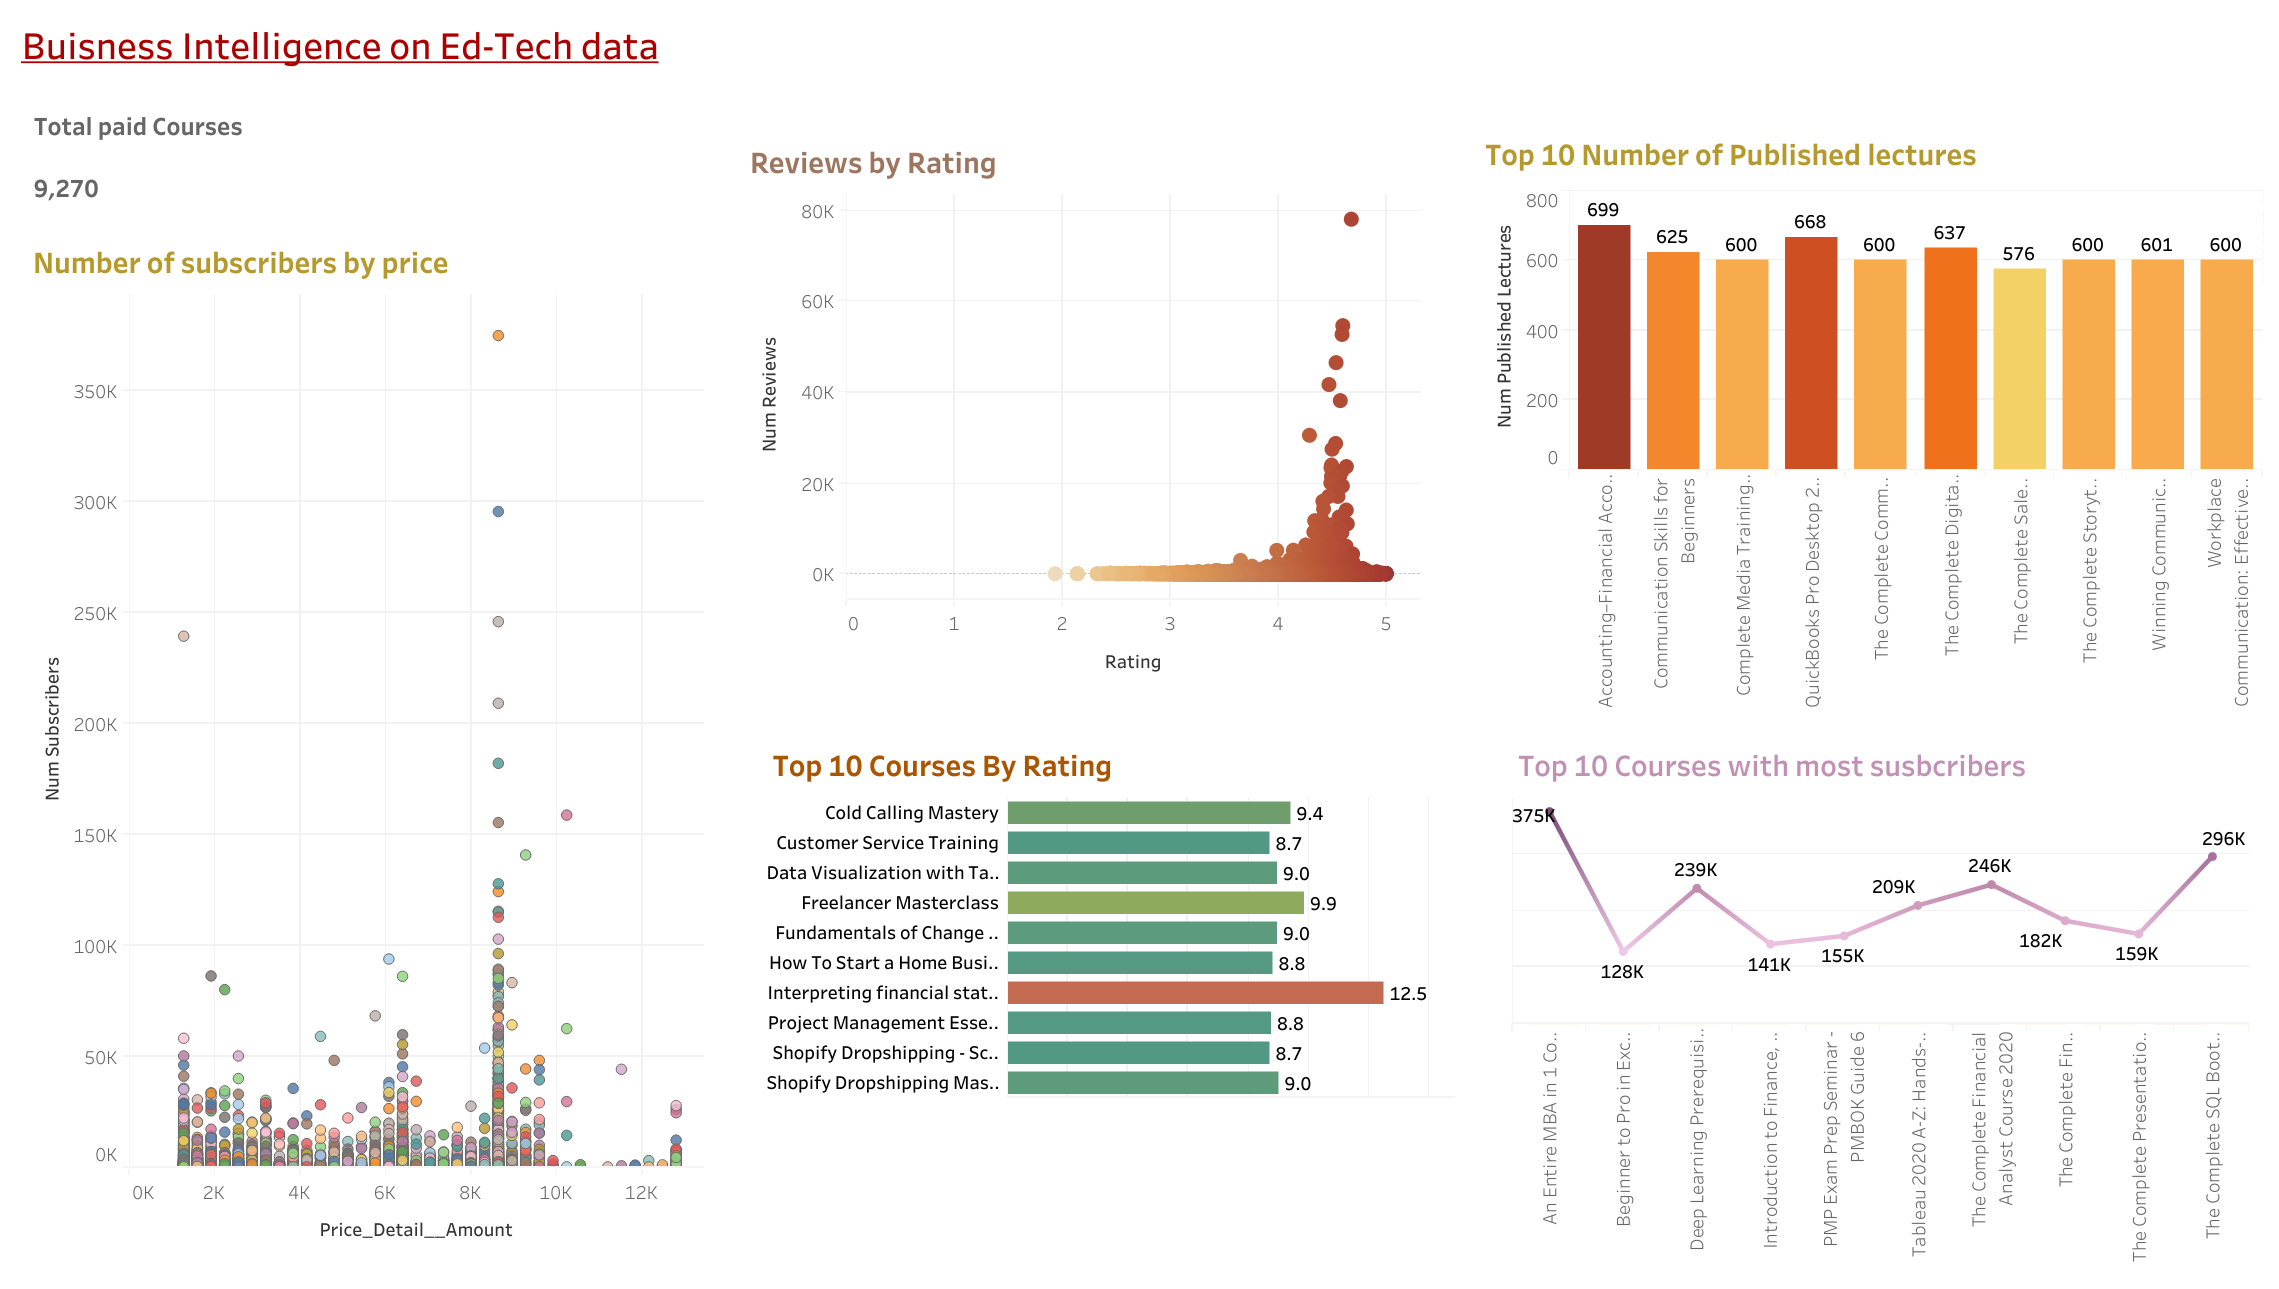 Buisness Intelligence on Ed-Tech data
Total paid Courses
9,270
Number of subscribers by price
Num Subscribers
350K
300K
250K
200K
150K
100K
50K
0K
0K 2K 4K 6K 8K 10K 12K
Price_Detail__Amount
Reviews by Rating
Num Reviews
80K
60K
40K
20K
0K
0 1 2 3 4 5
Rating
Top 10 Number of Published lectures
Num Published Lectures
800
600
400
200
0
699 625 600 668 600 637 576 600 601 600
Accounting–Financial Acco..
Communication Skills for
Beginners
Complete Media Training..
QuickBooks Pro Desktop 2..
The Complete Comm..
The Complete Digita..
The Complete Sale..
The Complete Storyt..
Winning Communic..
Workplace
Communication: Effective..
Top 10 Courses By Rating
Cold Calling Mastery 9.4
Customer Service Training 8.7
Data Visualization with Ta.. 9.0
Freelancer Masterclass 9.9
Fundamentals of Change .. 9.0
How To Start a Home Busi.. 8.8
Interpreting financial stat.. 12.5
Project Management Esse.. 8.8
Shopify Dropshipping - Sc.. 8.7
Shopify Dropshipping Mas.. 9.0
Top 10 Courses with most susbcribers
375K 128K 239K 141K 155K 209K 246K 182K 159K 296K
An Entire MBA in 1 Co..
Beginner to Pro in Exc..
Deep Learning Prerequisi..
Introduction to Finance, ..
PMP Exam Prep Seminar -
PMBOK Guide 6
Tableau 2020 A-Z: Hands-..
The Complete Financial
Analyst Course 2020
The Complete Fin..
The Complete Presentatio..
The Complete SQL Boot..